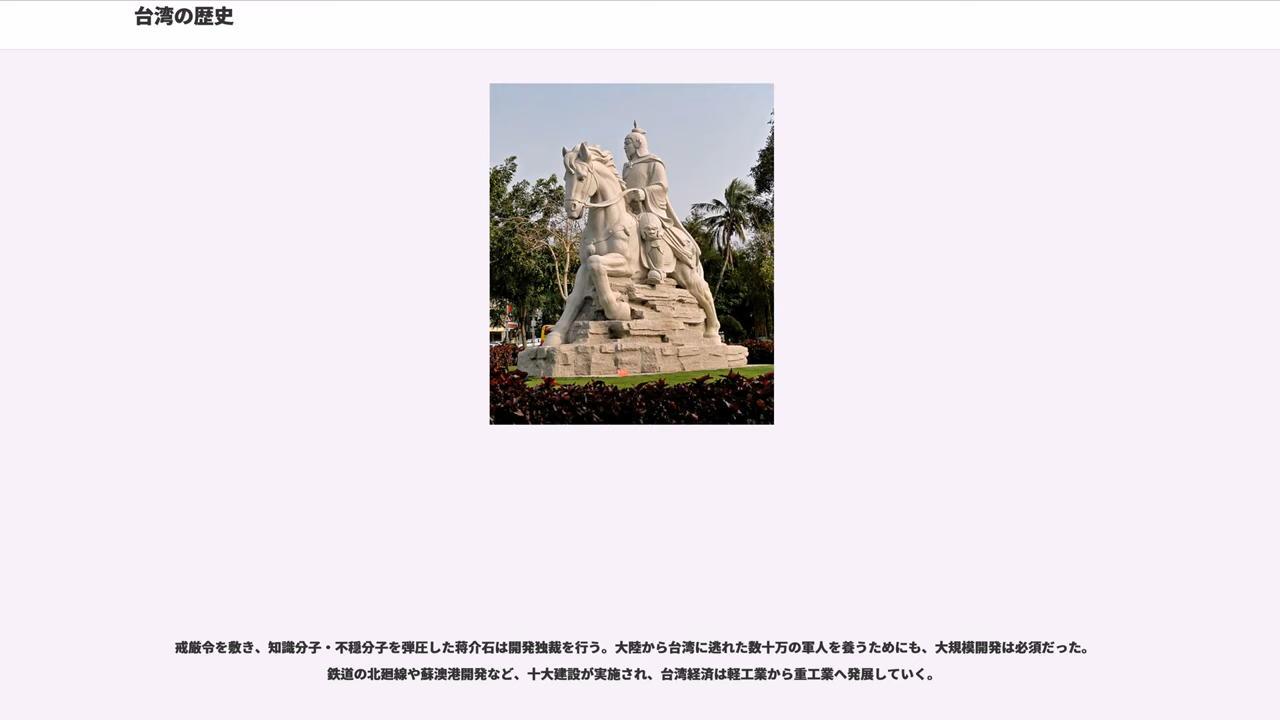 台湾の歴史
戒厳令を敷き、知識分子・不穏分子を弾圧した蒋介石は開発独裁を行う。大陸から台湾に逃れた数十万の軍人を養うためにも、大規模開発は必須だった。
鉄道の北廻線や蘇澳港開発など、十大建設が実施され、台湾経済は軽工業から重工業へ発展していく。